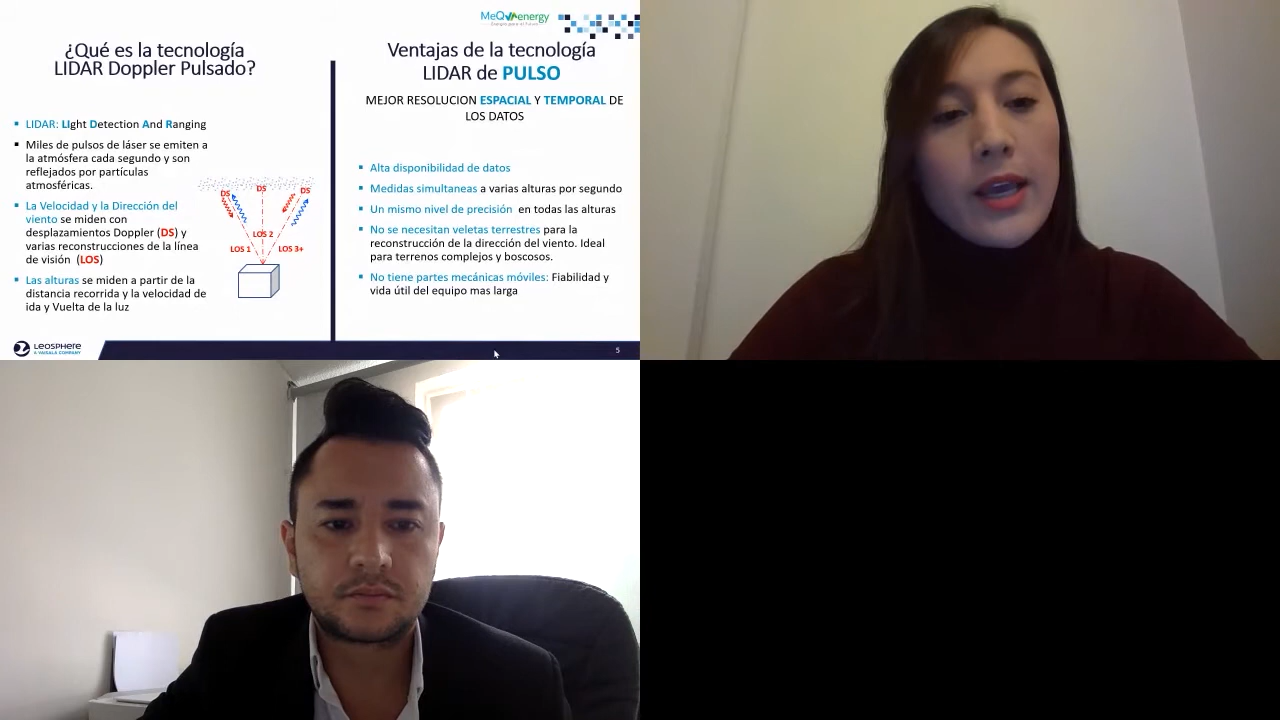 MeQ energy
¿Qué es la tecnología
LIDAR Doppler Pulsado?
LIDAR: LIght Detection And Ranging
Miles de pulsos de láser se emiten a
la atmósfera cada segundo y son
reflejados por partículas
atmosféricas.
La Velocidad y la Dirección del
viento se miden con
desplazamientos Doppler (DS) y
varias reconstrucciones de la línea
de visión (LOS)
Las alturas se miden a partir de la
distancia recorrida y la velocidad de
ida y Vuelta de la luz
DS DS DS
LOS 2
LOS 1 LOS 3+
Ventajas de la tecnología
LIDAR de PULSO
MEJOR RESOLUCION ESPACIAL Y TEMPORAL DE
LOS DATOS
Alta disponibilidad de datos
Medidas simultaneas a varias alturas por segundo
Un mismo nivel de precisión en todas las alturas
No se necesitan veletas terrestres para la
reconstrucción de la dirección del viento. Ideal
para terrenos complejos y boscosos.
No tiene partes mecánicas móviles: Fiabilidad y
vida útil del equipo mas larga
LEOSPHERE
A VAISALA COMPANY
5